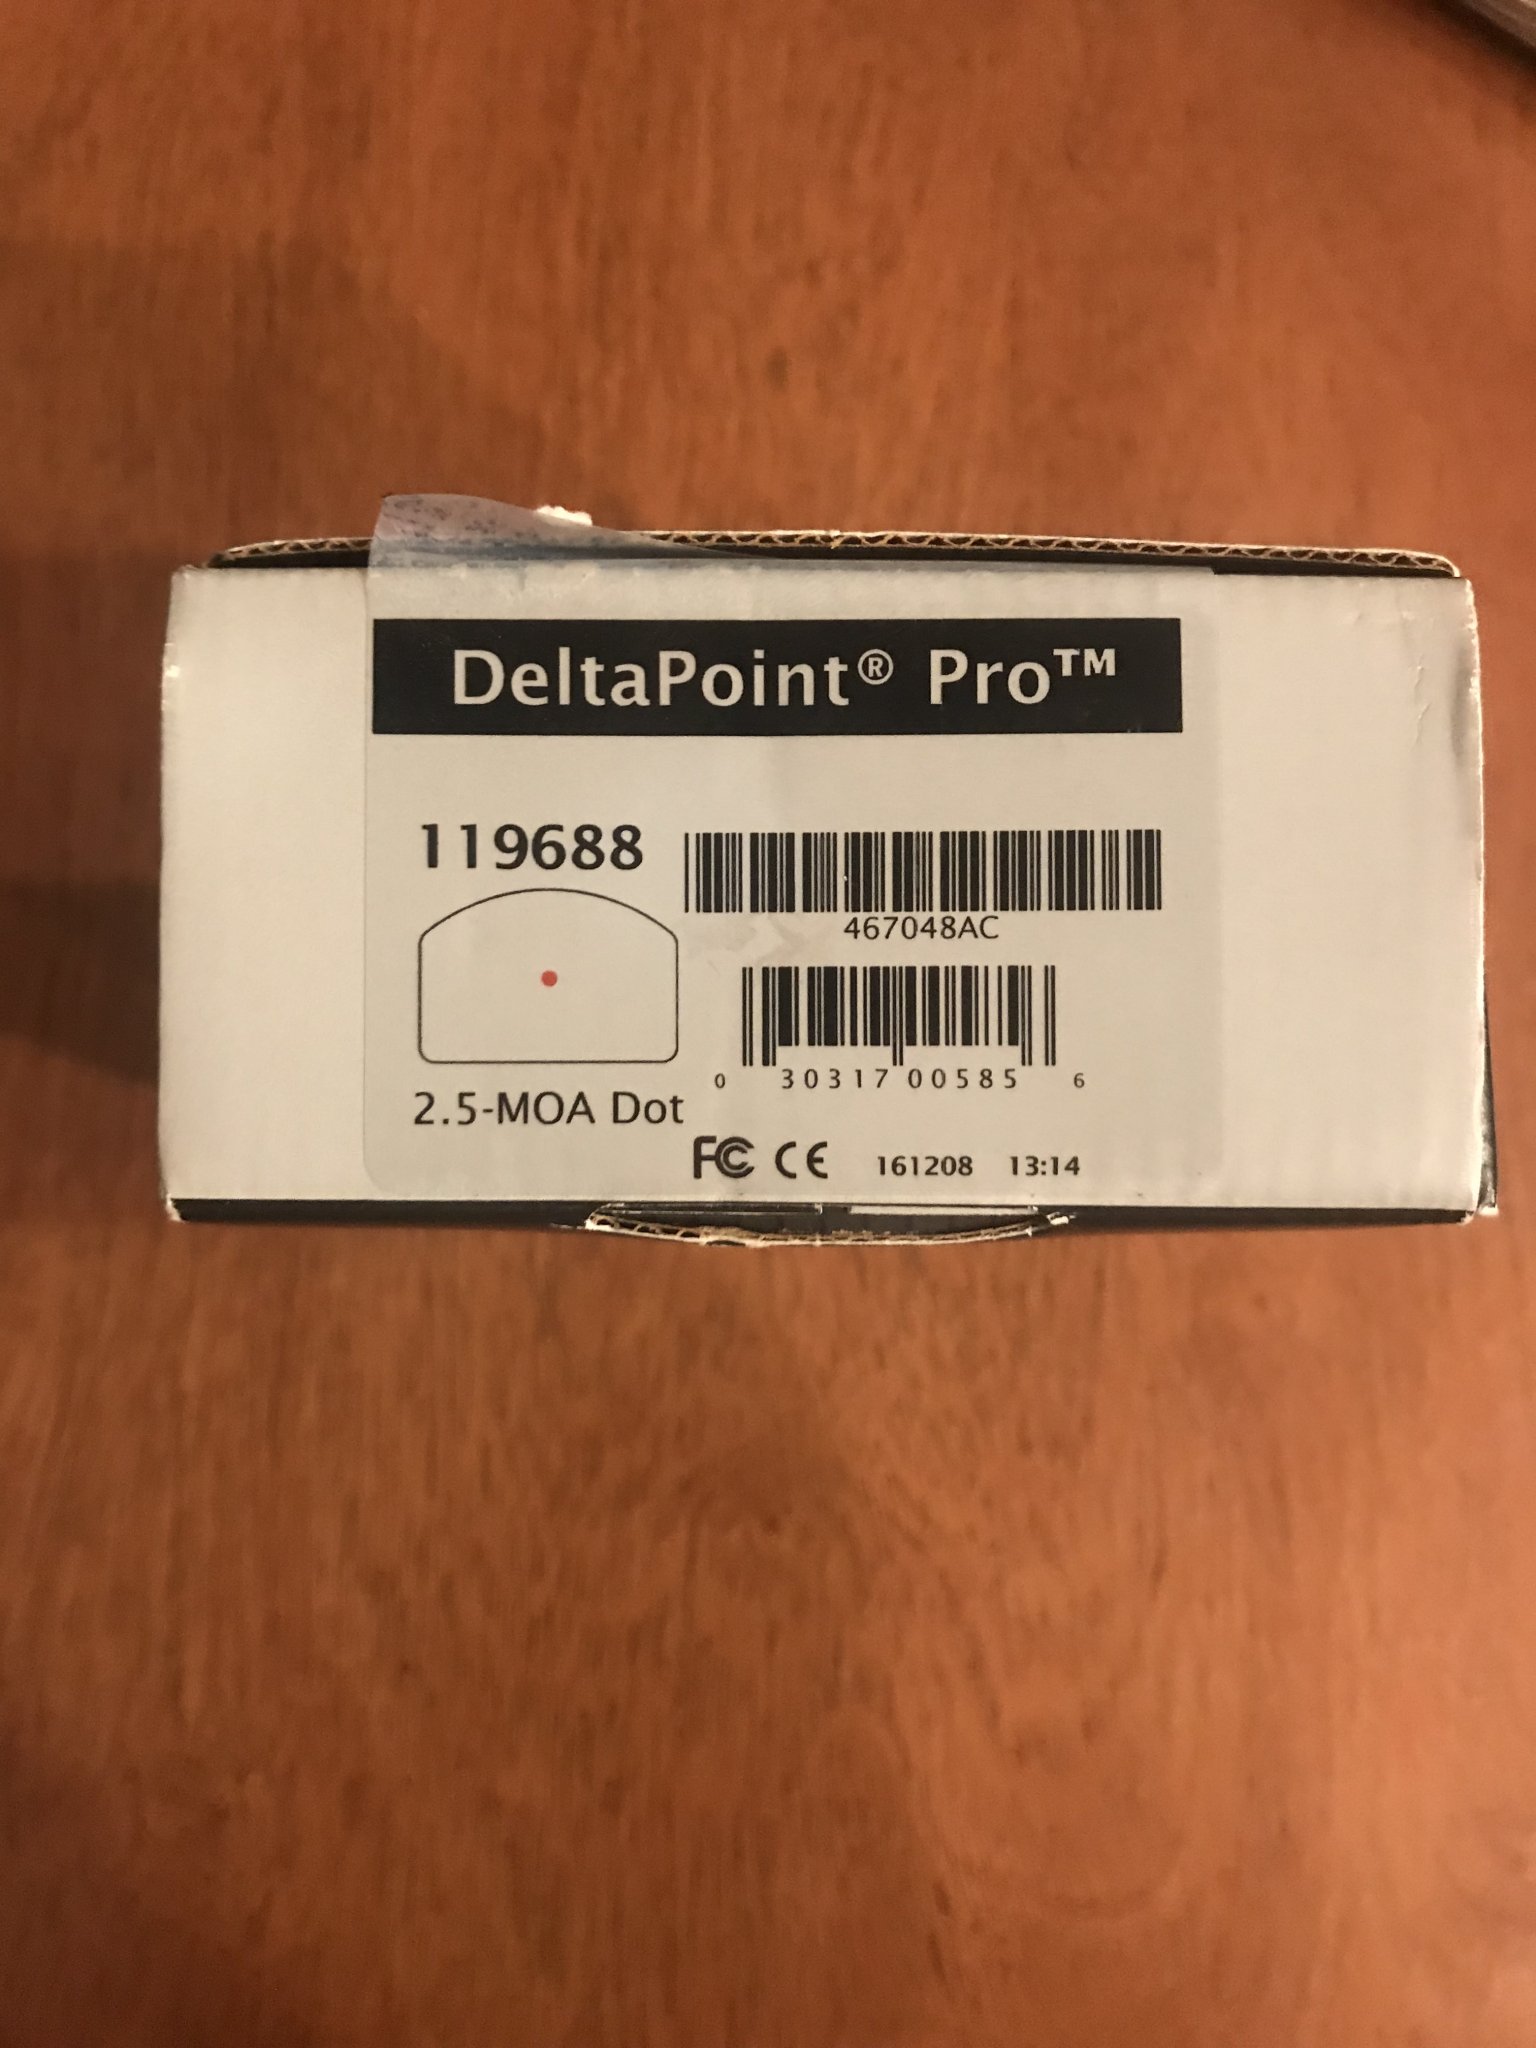 DeltaPoint® Pro™
119688
467048AC
0 30317 00585 6
2.5-MOA Dot
FC CE 161208 13:14